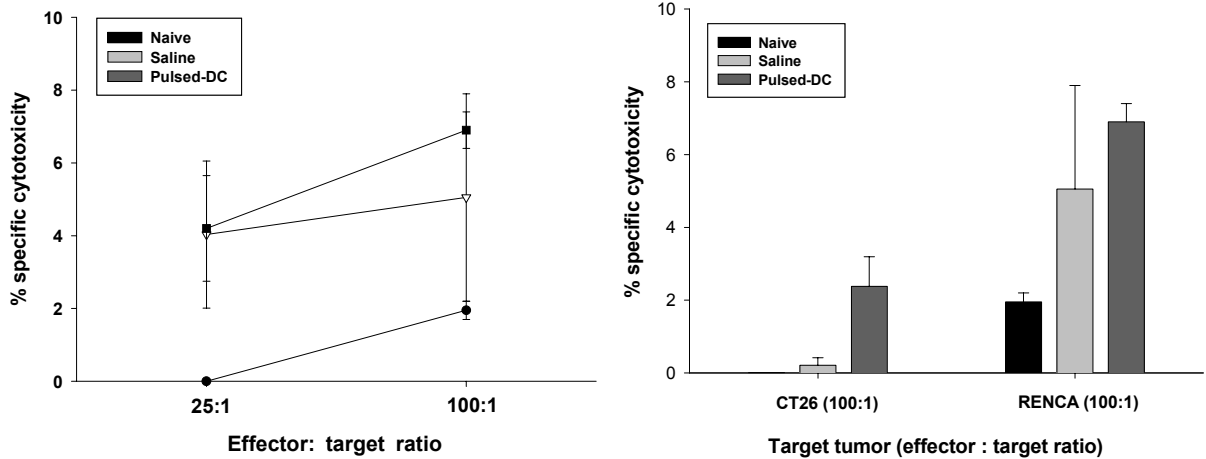 10
8
6
4
2
0
% specific cytotoxicity
Naive
Saline
Pulsed-DC
25:1
100:1
Effector: target ratio
10
8
6
4
2
0
% specific cytotoxicity
Naive
Saline
Pulsed-DC
CT26 (100:1)
RENCA (100:1)
Target tumor (effector : target ratio)